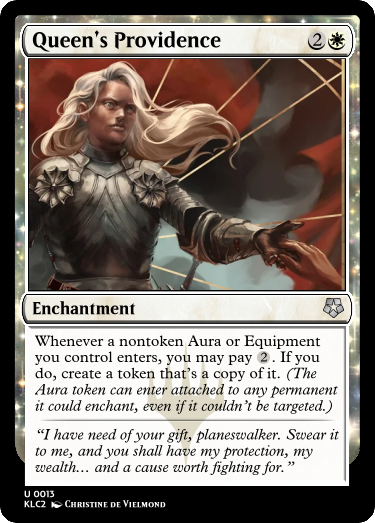 Queen's Providence 2
Enchantment
Whenever a nontoken Aura or Equipment
you control enters, you may pay 2. If you
do, create a token that's a copy of it. (The
Aura token can enter attached to any permanent
it could enchant, even if it couldn't be targeted.)
“I have need of your gift, planeswalker. Swear it
to me, and you shall have my protection, my
wealth… and a cause worth fighting for.”
U 0013
KLC2 Christine de Vielmond